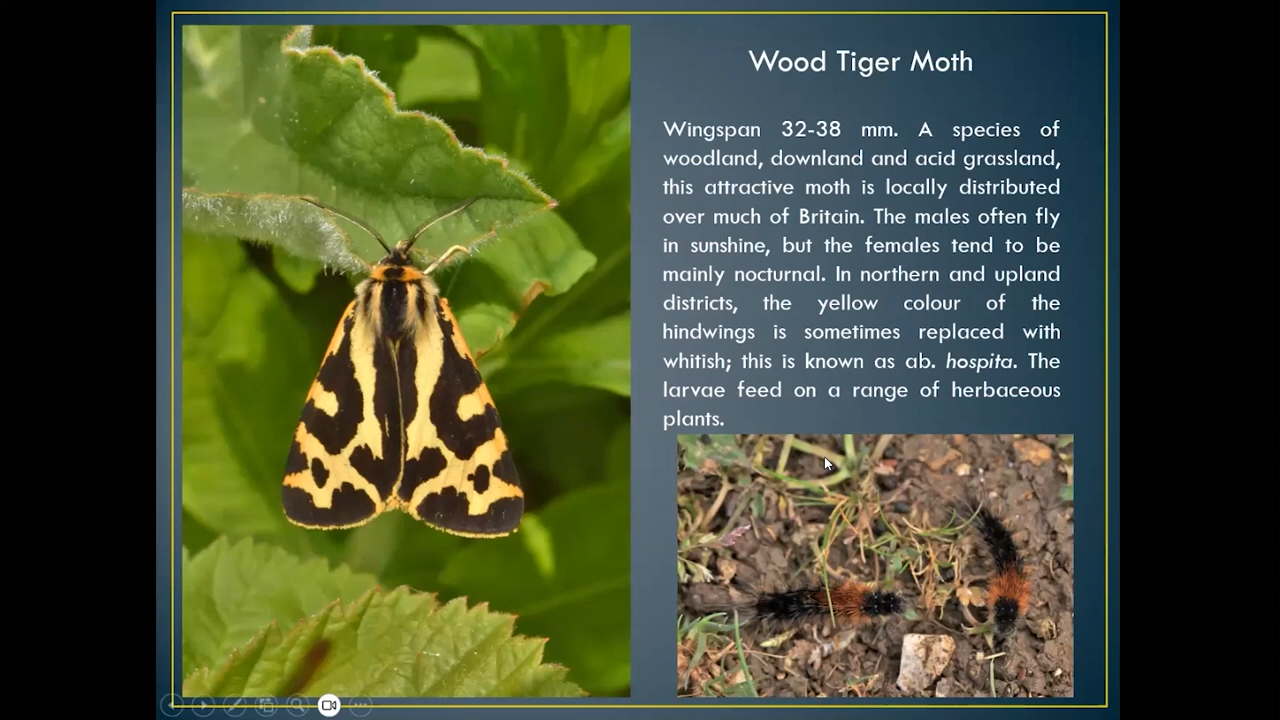 Wood Tiger Moth
Wingspan 32-38 mm. A species of
woodland, downland and acid grassland,
this attractive moth is locally distributed
over much of Britain. The males often fly
in sunshine, but the females tend to be
mainly nocturnal. In northern and upland
districts, the yellow colour of the
hindwings is sometimes replaced with
whitish; this is known as ab. hospita. The
larvae feed on a range of herbaceous
plants.